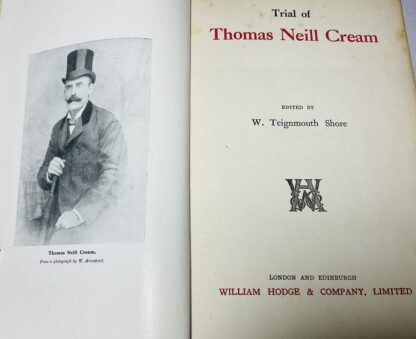 Thomas Neill Cream.
From a photograph by W. Armstead.
Trial of
Thomas Neill Cream
EDITED BY
W. Teignmouth Shore
LONDON AND EDINBURGH
WILLIAM HODGE & COMPANY, LIMITED